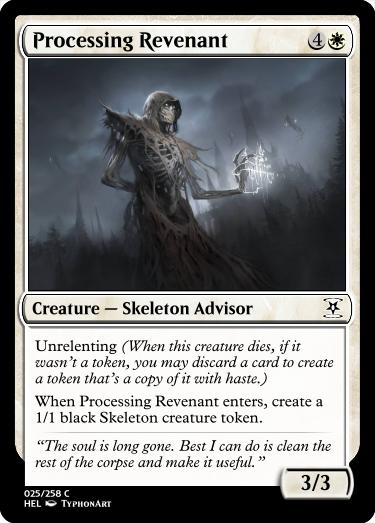 Processing Revenant 4
Creature — Skeleton Advisor
Unrelenting (When this creature dies, if it
wasn't a token, you may discard a card to create
a token that's a copy of it with haste.)
When Processing Revenant enters, create a
1/1 black Skeleton creature token.
"The soul is long gone. Best I can do is clean the
rest of the corpse and make it useful."
3/3
025/258 C
HEL TyphonArt